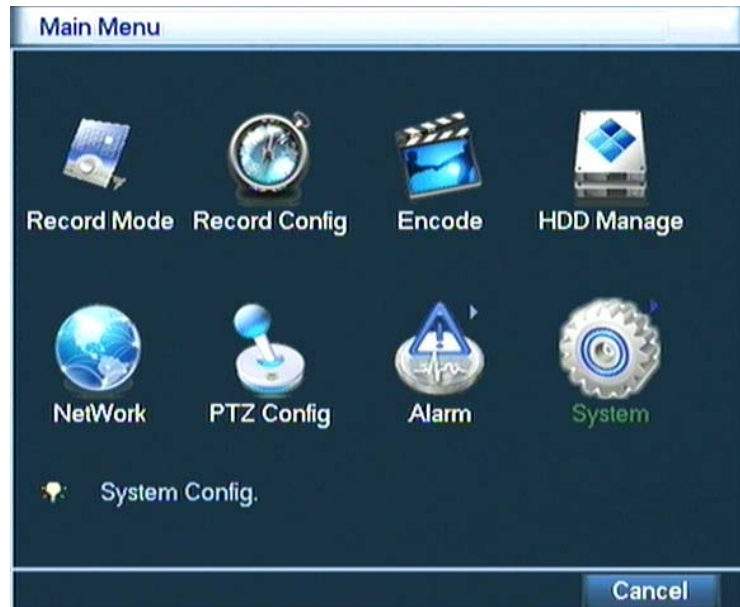 Main Menu
Record Mode Record Config Encode HDD Manage
NetWork PTZ Config Alarm System
System Config.
Cancel